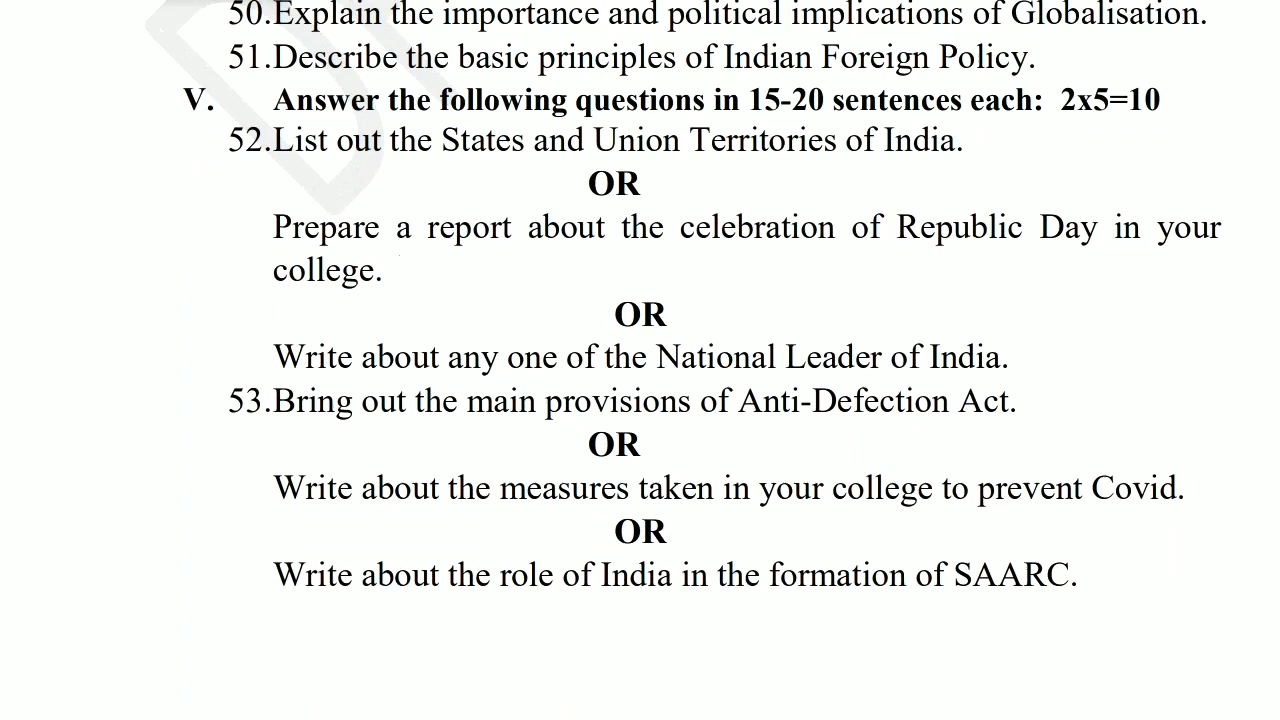 50.Explain the importance and political implications of Globalisation.
51.Describe the basic principles of Indian Foreign Policy.
V. Answer the following questions in 15-20 sentences each: 2x5=10
52.List out the States and Union Territories of India.
OR
Prepare a report about the celebration of Republic Day in your
college.
OR
Write about any one of the National Leader of India.
53.Bring out the main provisions of Anti-Defection Act.
OR
Write about the measures taken in your college to prevent Covid.
OR
Write about the role of India in the formation of SAARC.